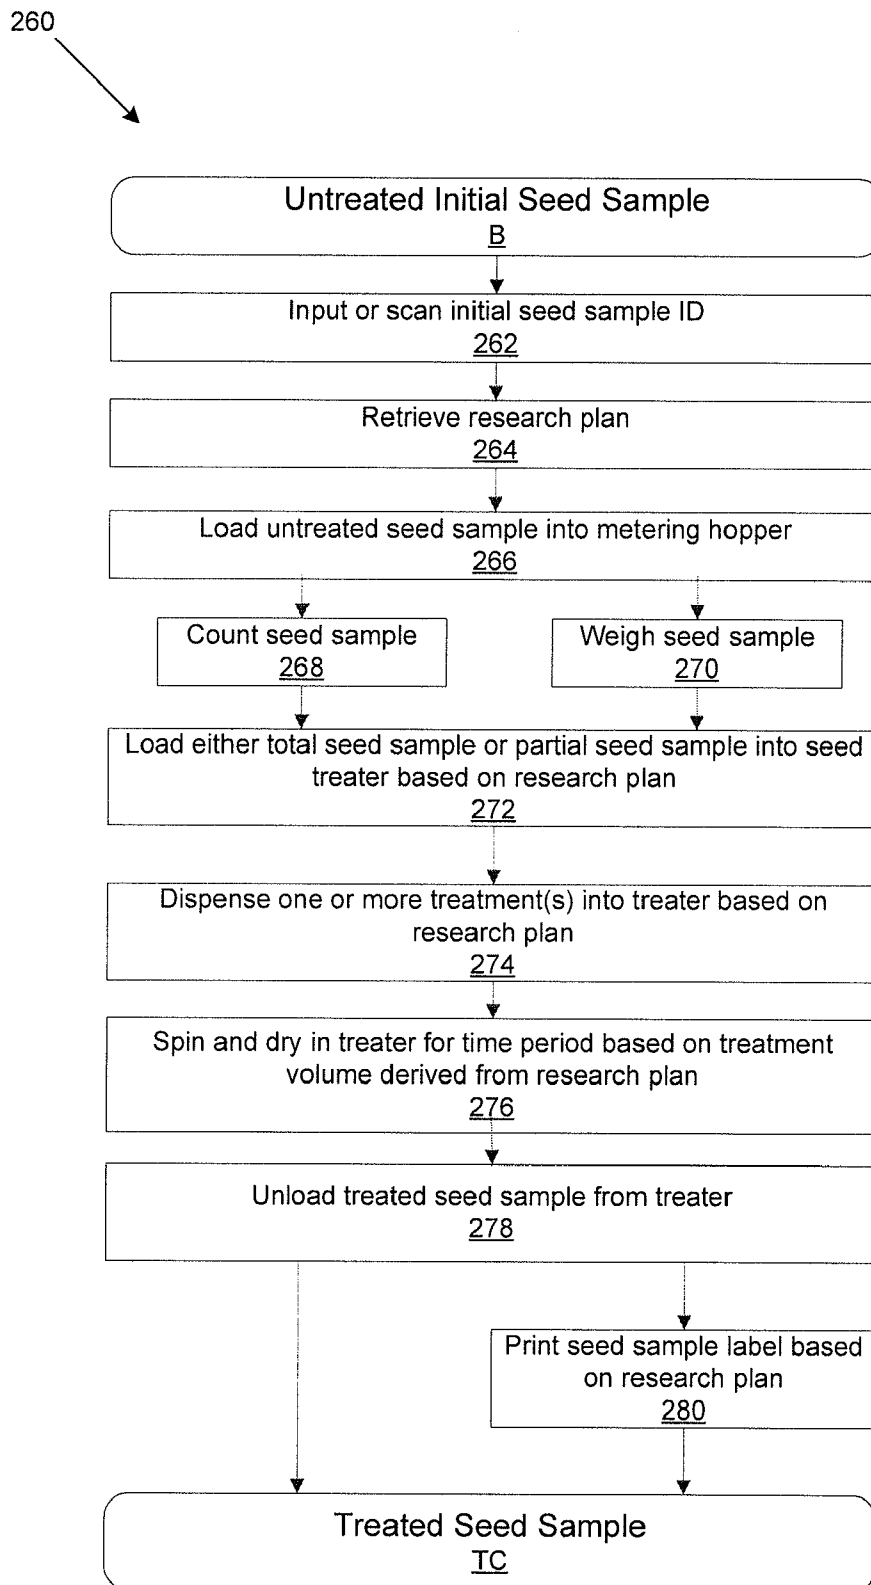 260
Untreated Initial Seed Sample
B
Input or scan initial seed sample ID
262
Retrieve research plan
264
Load untreated seed sample into metering hopper
266
Count seed sample
268
Weigh seed sample
270
Load either total seed sample or partial seed sample into seed
treater based on research plan
272
Dispense one or more treatment(s) into treater based on
research plan
274
Spin and dry in treater for time period based on treatment
volume derived from research plan
276
Unload treated seed sample from treater
278
Print seed sample label based
on research plan
280
Treated Seed Sample
TC